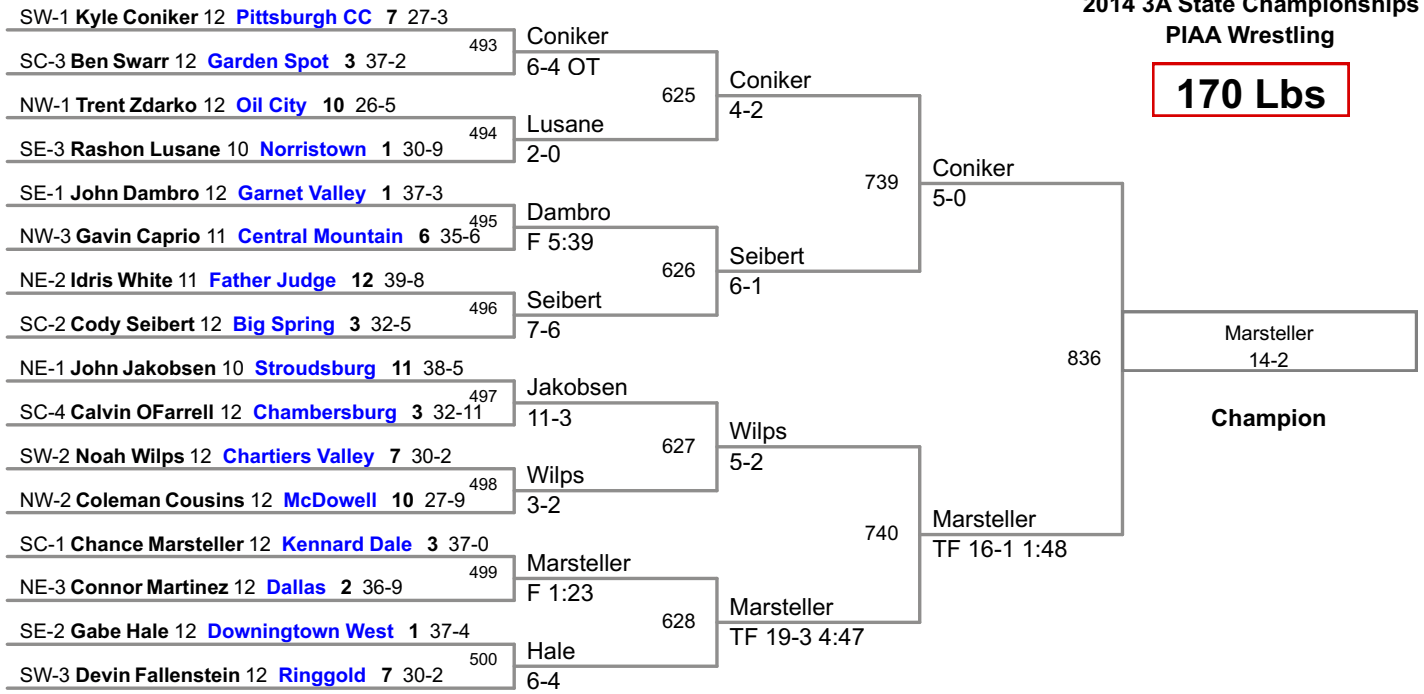 2014 3A State Championships
PIAA Wrestling
170 Lbs
SW-1 Kyle Coniker 12 Pittsburgh CC 7 27-3
493
SC-3 Ben Swarr 12 Garden Spot 3 37-2
NW-1 Trent Zdarko 12 Oil City 10 26-5
494
SE-3 Rashon Lusane 10 Norristown 1 30-9
SE-1 John Dambro 12 Garnet Valley 1 37-3
495
NW-3 Gavin Caprio 11 Central Mountain 6 35-6
NE-2 Idris White 11 Father Judge 12 39-8
496
SC-2 Cody Seibert 12 Big Spring 3 32-5
NE-1 John Jakobsen 10 Stroudsburg 11 38-5
497
SC-4 Calvin OFarrell 12 Chambersburg 3 32-11
SW-2 Noah Wilps 12 Chartiers Valley 7 30-2
498
NW-2 Coleman Cousins 12 McDowell 10 27-9
SC-1 Chance Marsteller 12 Kennard Dale 3 37-0
499
NE-3 Connor Martinez 12 Dallas 2 36-9
SE-2 Gabe Hale 12 Downingtown West 1 37-4
500
SW-3 Devin Fallenstein 12 Ringgold 7 30-2
Coniker
6-4 OT
625
Lusane
2-0
Dambro
F 5:39
626
Seibert
7-6
Jakobsen
11-3
627
Wilps
3-2
Marsteller
F 1:23
628
Hale
6-4
Coniker
4-2
739
Seibert
6-1
Wilps
5-2
740
Marsteller
TF 19-3 4:47
Coniker
5-0
836
Marsteller
TF 16-1 1:48
Marsteller
14-2
Champion